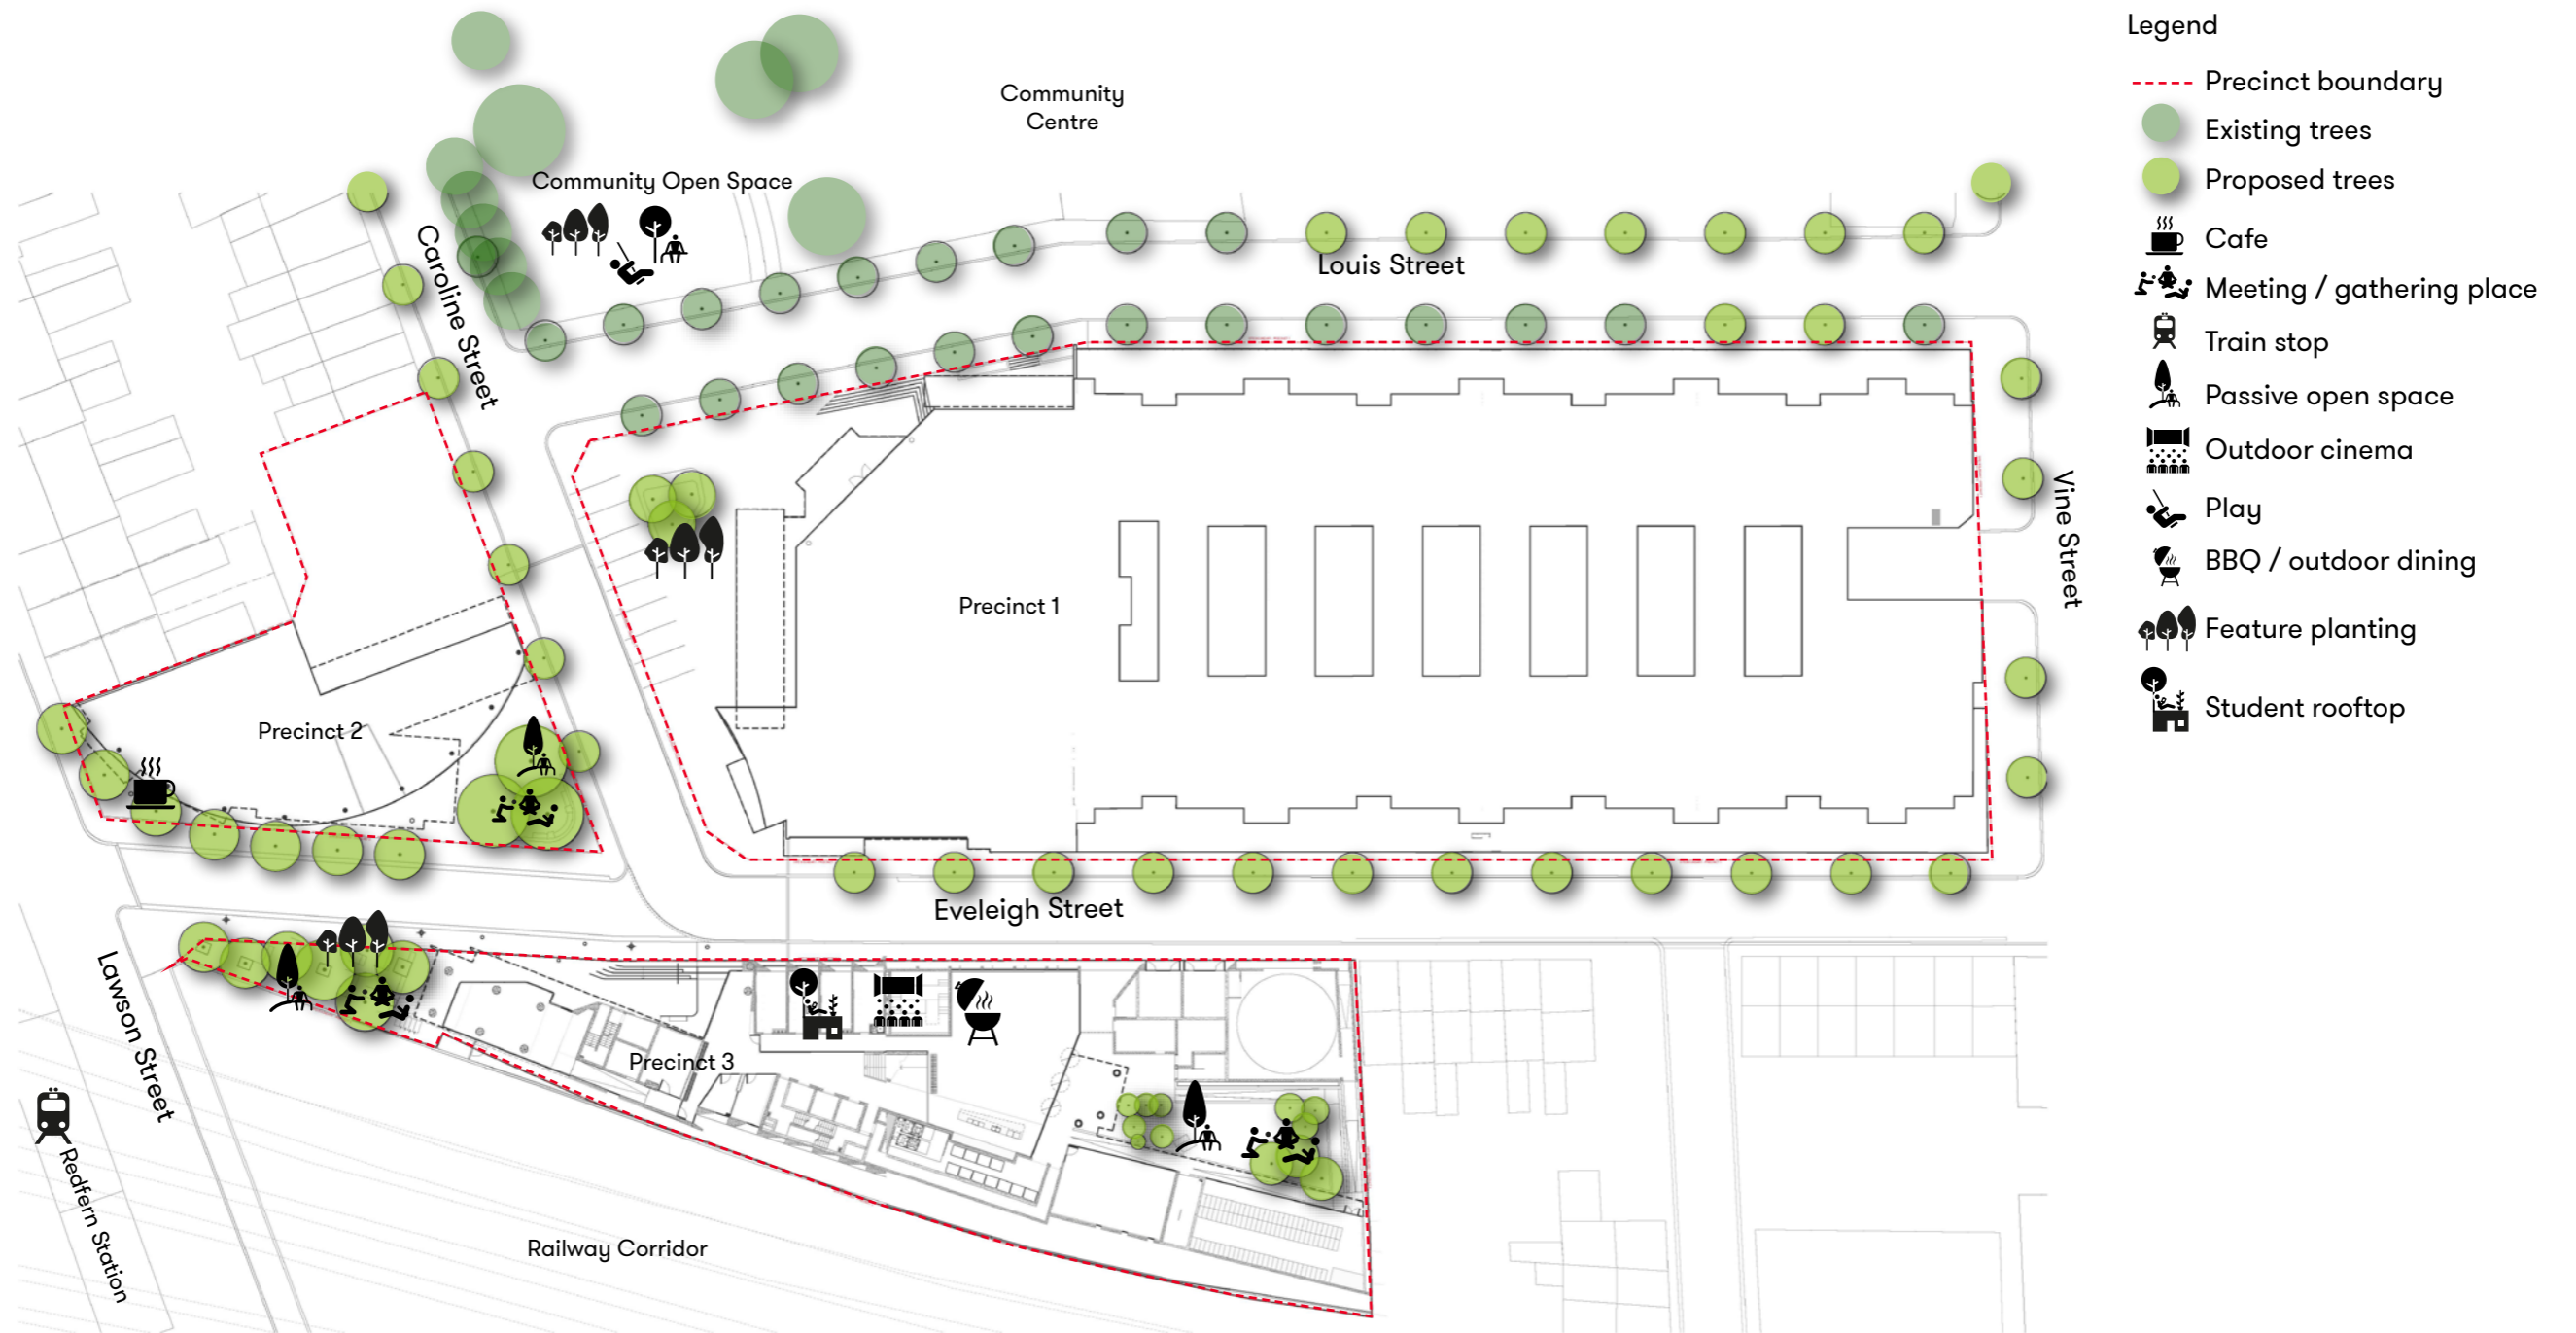 Legend
Precinct boundary
Existing trees
Proposed trees
Cafe
Meeting / gathering place
Train stop
Passive open space
Outdoor cinema
Play
BBQ / outdoor dining
Feature planting
Student rooftop
Community
Centre
Community Open Space
Caroline Street
Louis Street
Vine Street
Precinct 1
Precinct 2
Eveleigh Street
Lawson Street
Precinct 3
Redfern Station
Railway Corridor